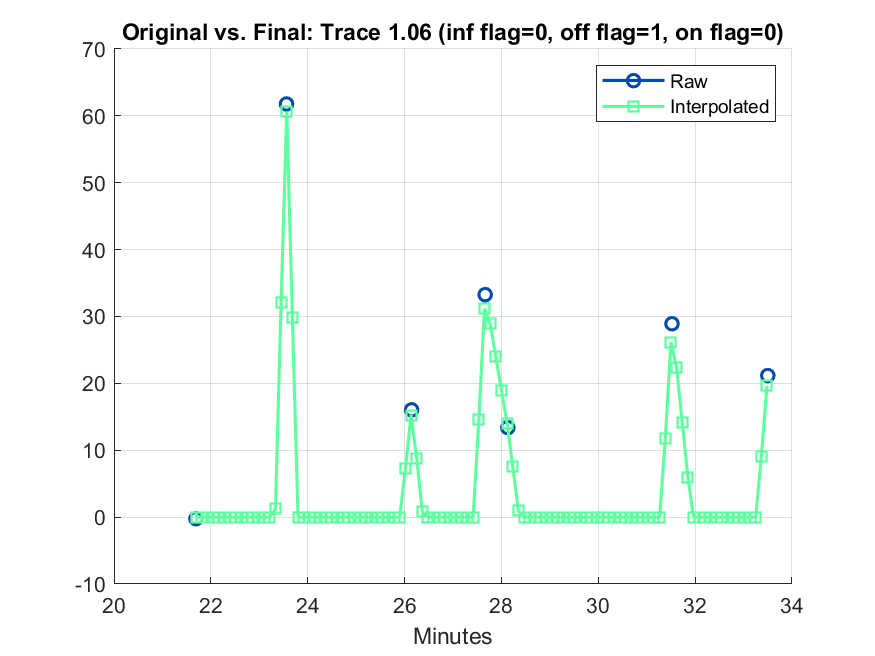 Original vs. Final: Trace 1.06 (inf flag=0, off flag=1, on flag=0)
70
60
50
40
30
20
10
0
-10
Raw
Interpolated
20 22 24 26 28 30 32 34
Minutes